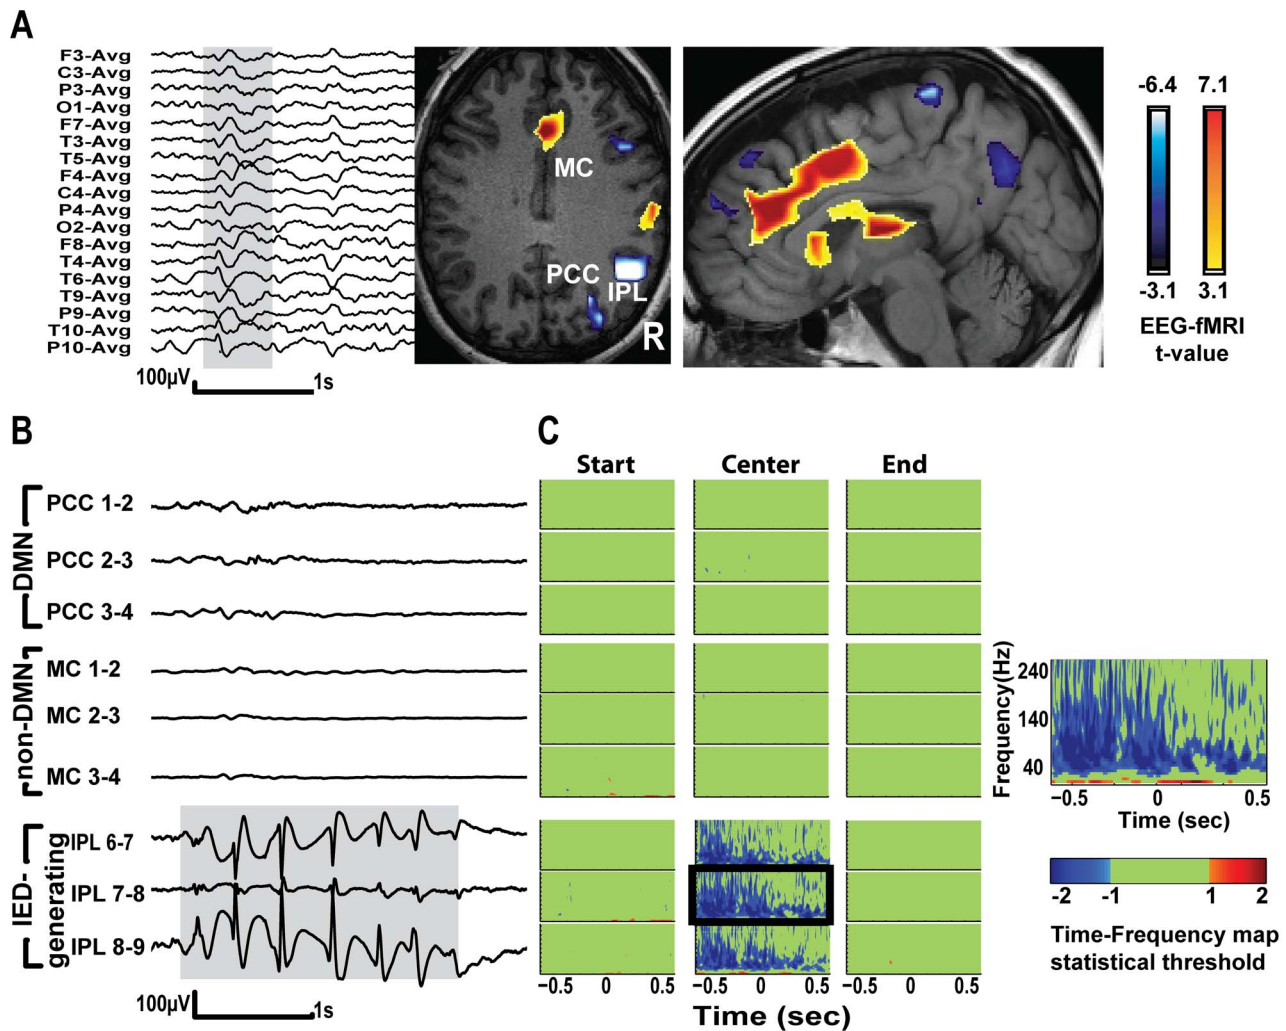 A
F3-Avg
C3-Avg
P3-Avg
O1-Avg
F7-Avg
T3-Avg
T5-Avg
F4-Avg
C4-Avg
P4-Avg
O2-Avg
F8-Avg
T4-Avg
T6-Avg
T9-Avg
P9-Avg
T10-Avg
P10-Avg
100µV 1s
MC
PCC
IPL
R
-6.4 7.1
-3.1 3.1
EEG-fMRI
t-value
B
DMN
PCC 1-2
PCC 2-3
PCC 3-4
non-DMN
MC 1-2
MC 2-3
MC 3-4
IED-
generating
IPL 6-7
IPL 7-8
IPL 8-9
100µV 1s
C
Start Center End
−0.5 0 0.5 −0.5 0 0.5 −0.5 0 0.5
Time (sec)
Frequency(Hz)
240
140
40
−0.5 0 0.5
Time (sec)
-2 -1 1 2
Time-Frequency map
statistical threshold